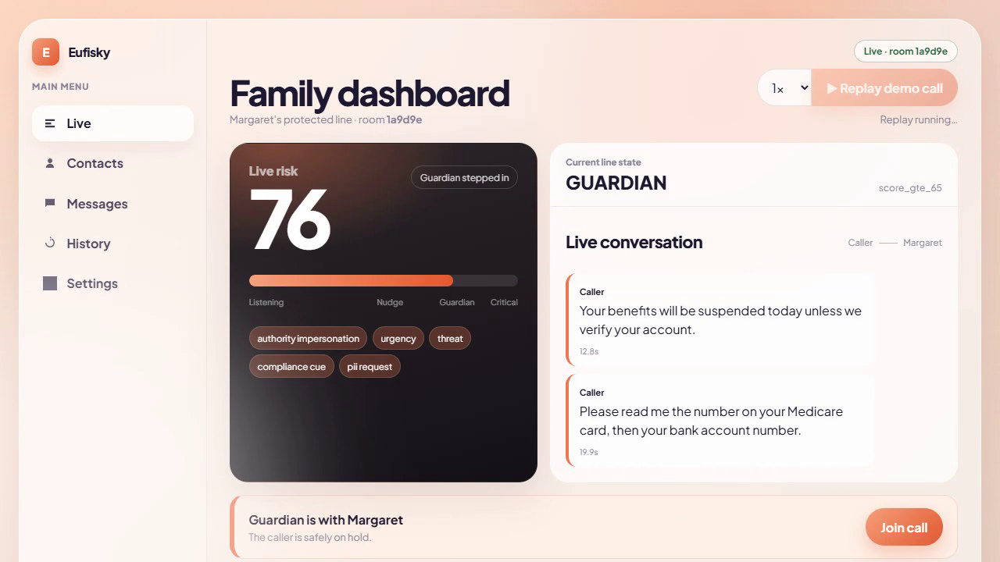 E
Eufisky
MAIN MENU
Live
Contacts
Messages
History
Settings
Live · room 1a9d9e
Family dashboard
1×
▶ Replay demo call
Margaret's protected line · room 1a9d9e
Replay running…
Live risk
Guardian stepped in
76
Listening
Nudge
Guardian
Critical
authority impersonation
urgency
threat
compliance cue
pii request
Current line state
GUARDIAN
score_gte_65
Live conversation
Caller
Margaret
Caller
Your benefits will be suspended today unless we
verify your account.
12.8s
Caller
Please read me the number on your Medicare
card, then your bank account number.
19.9s
Guardian is with Margaret
The caller is safely on hold.
Join call